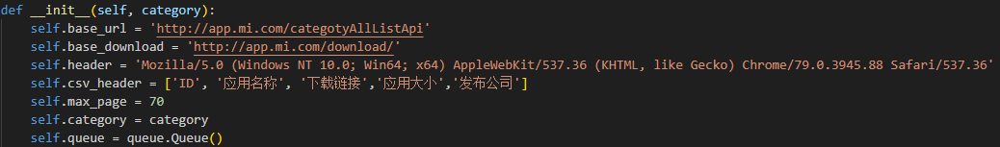 def __init__(self, category):
self.base_url = 'http://app.mi.com/categotyAllListApi'
self.base_download = 'http://app.mi.com/download/'
self.header = 'Mozilla/5.0 (Windows NT 10.0; Win64; x64) AppleWebKit/537.36 (KHTML, like Gecko) Chrome/79.0.3945.88 Safari/537.36'
self.csv_header = ['ID', '应用名称', '下载链接','应用大小','发布公司']
self.max_page = 70
self.category = category
self.queue = queue.Queue()